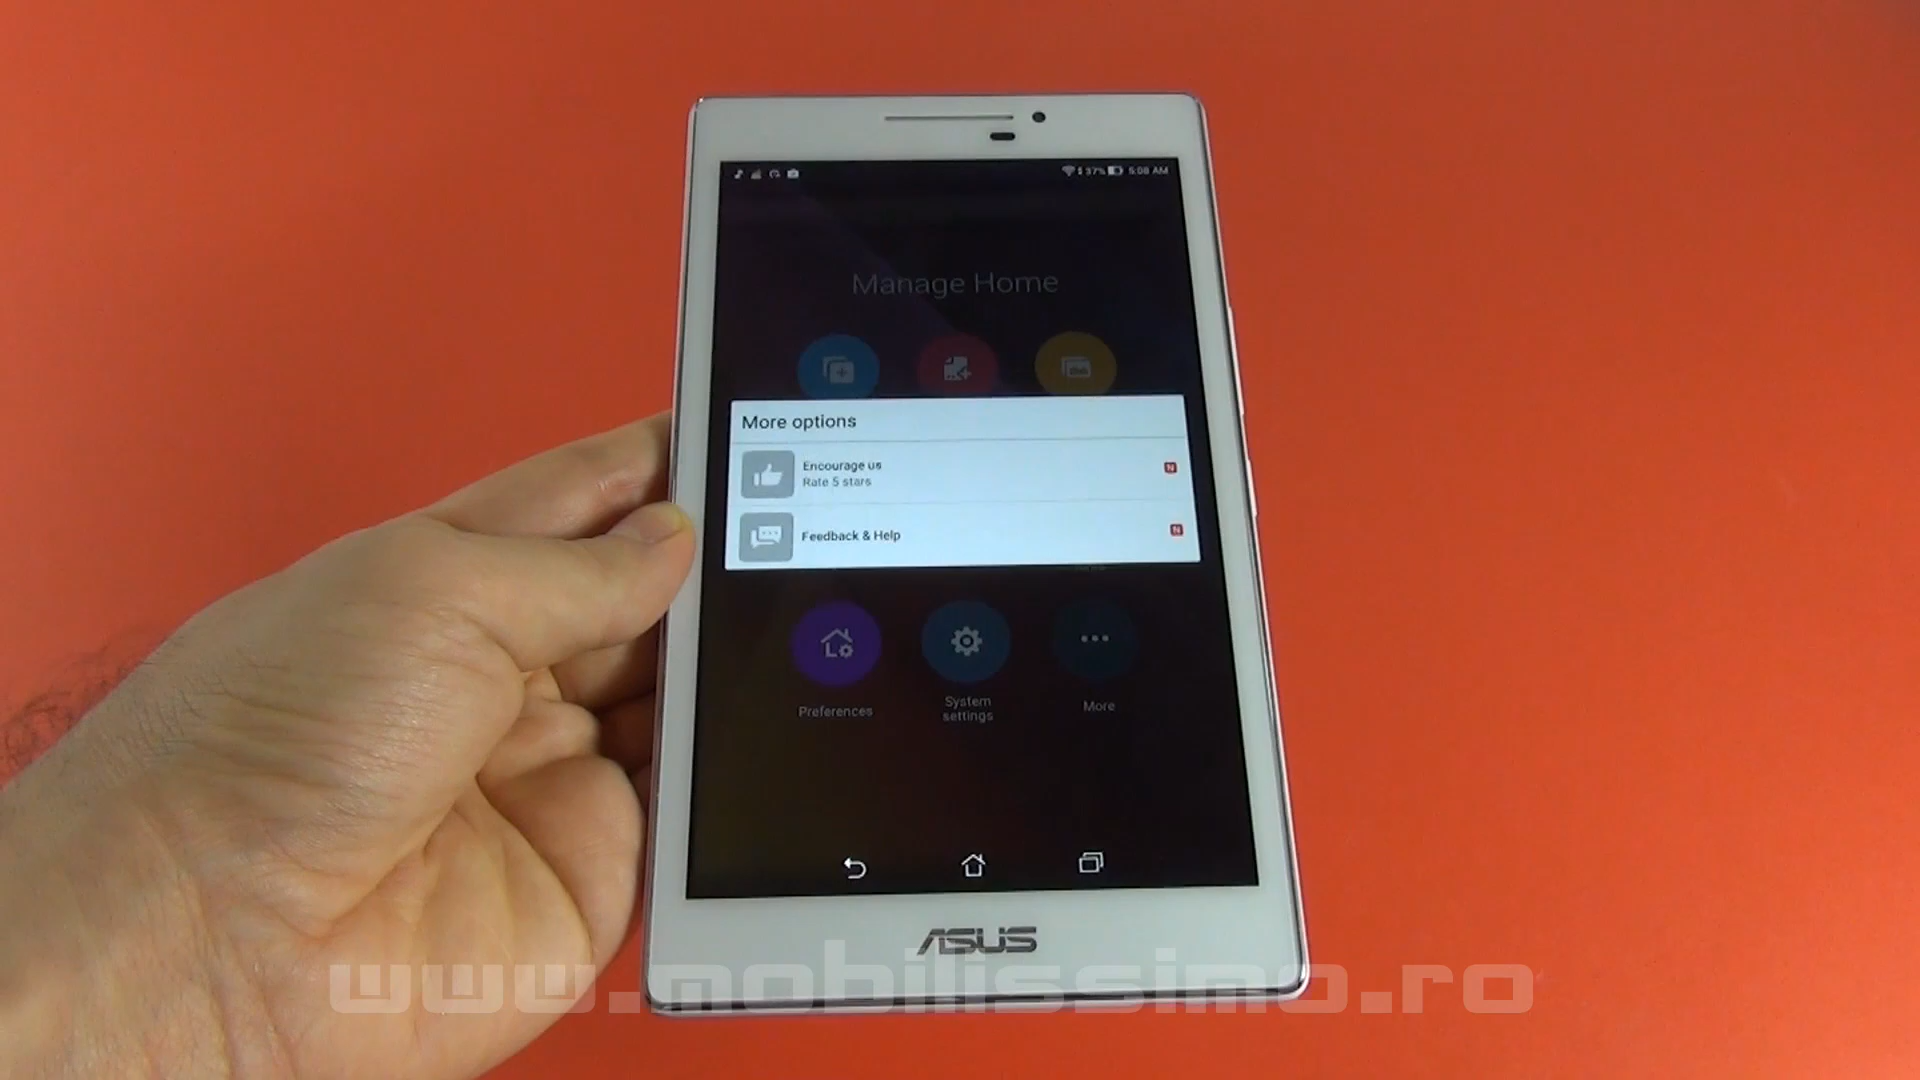 37% 5:08 AM
Manage Home
More options
Encourage us
Rate 5 stars
N
Feedback & Help
N
Preferences
System
settings
More
ASUS
www.mobilissimo.ro